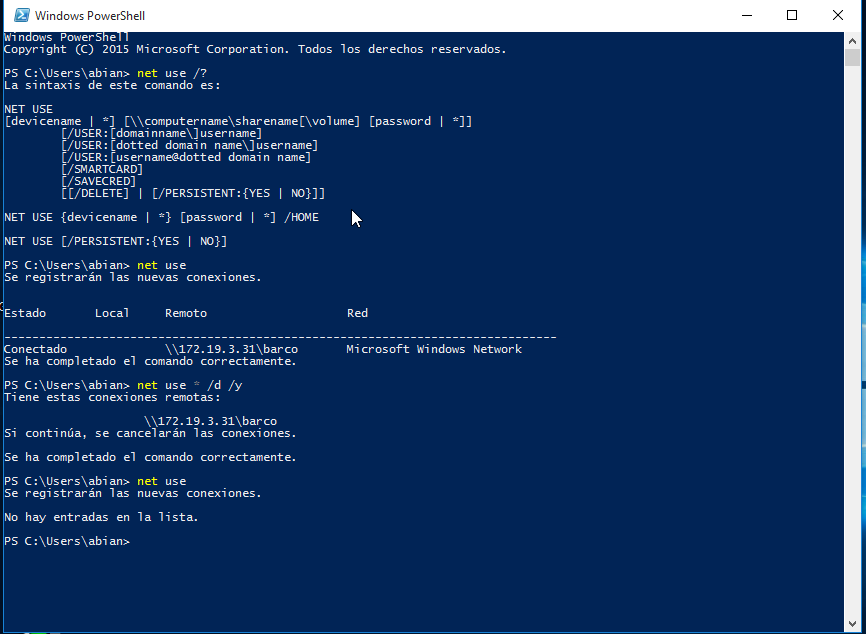 Windows PowerShell
Windows PowerShell
Copyright (C) 2015 Microsoft Corporation. Todos los derechos reservados.
PS C:\Users\abian> net use /?
La sintaxis de este comando es:
NET USE
[devicename | *] [\\computername\sharename[\volume] [password | *]]
[/USER:[domainname\]username]
[/USER:[dotted domain name\]username]
[/USER:[username@dotted domain name]
[/SMARTCARD]
[/SAVECRED]
[[/DELETE] | [/PERSISTENT:{YES | NO}]]
NET USE {devicename | *} [password | *] /HOME
NET USE [/PERSISTENT:{YES | NO}]
PS C:\Users\abian> net use
Se registrarán las nuevas conexiones.
Estado Local Remoto Red
-------------------------------------------------------------------------------
Conectado \\172.19.3.31\barco Microsoft Windows Network
Se ha completado el comando correctamente.
PS C:\Users\abian> net use * /d /y
Tiene estas conexiones remotas:
\\172.19.3.31\barco
Si continúa, se cancelarán las conexiones.
Se ha completado el comando correctamente.
PS C:\Users\abian> net use
Se registrarán las nuevas conexiones.
No hay entradas en la lista.
PS C:\Users\abian>